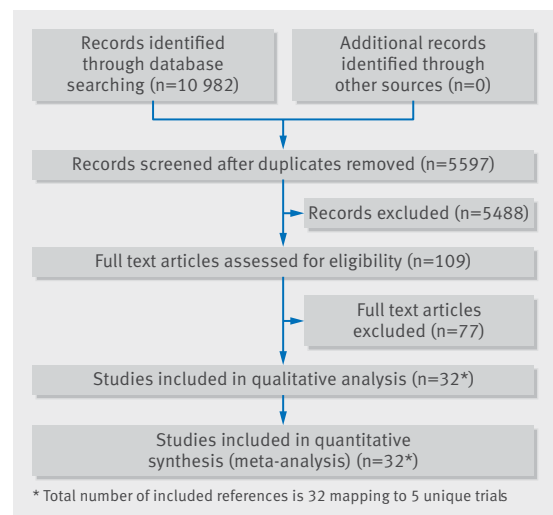 Records identified
through database
searching (n=10 982)
Additional records
identified through
other sources (n=0)
Records screened after duplicates removed (n=5597)
Records excluded (n=5488)
Full text articles assessed for eligibility (n=109)
Full text articles
excluded (n=77)
Studies included in qualitative analysis (n=32*)
Studies included in quantitative
synthesis (meta-analysis) (n=32*)
* Total number of included references is 32 mapping to 5 unique trials